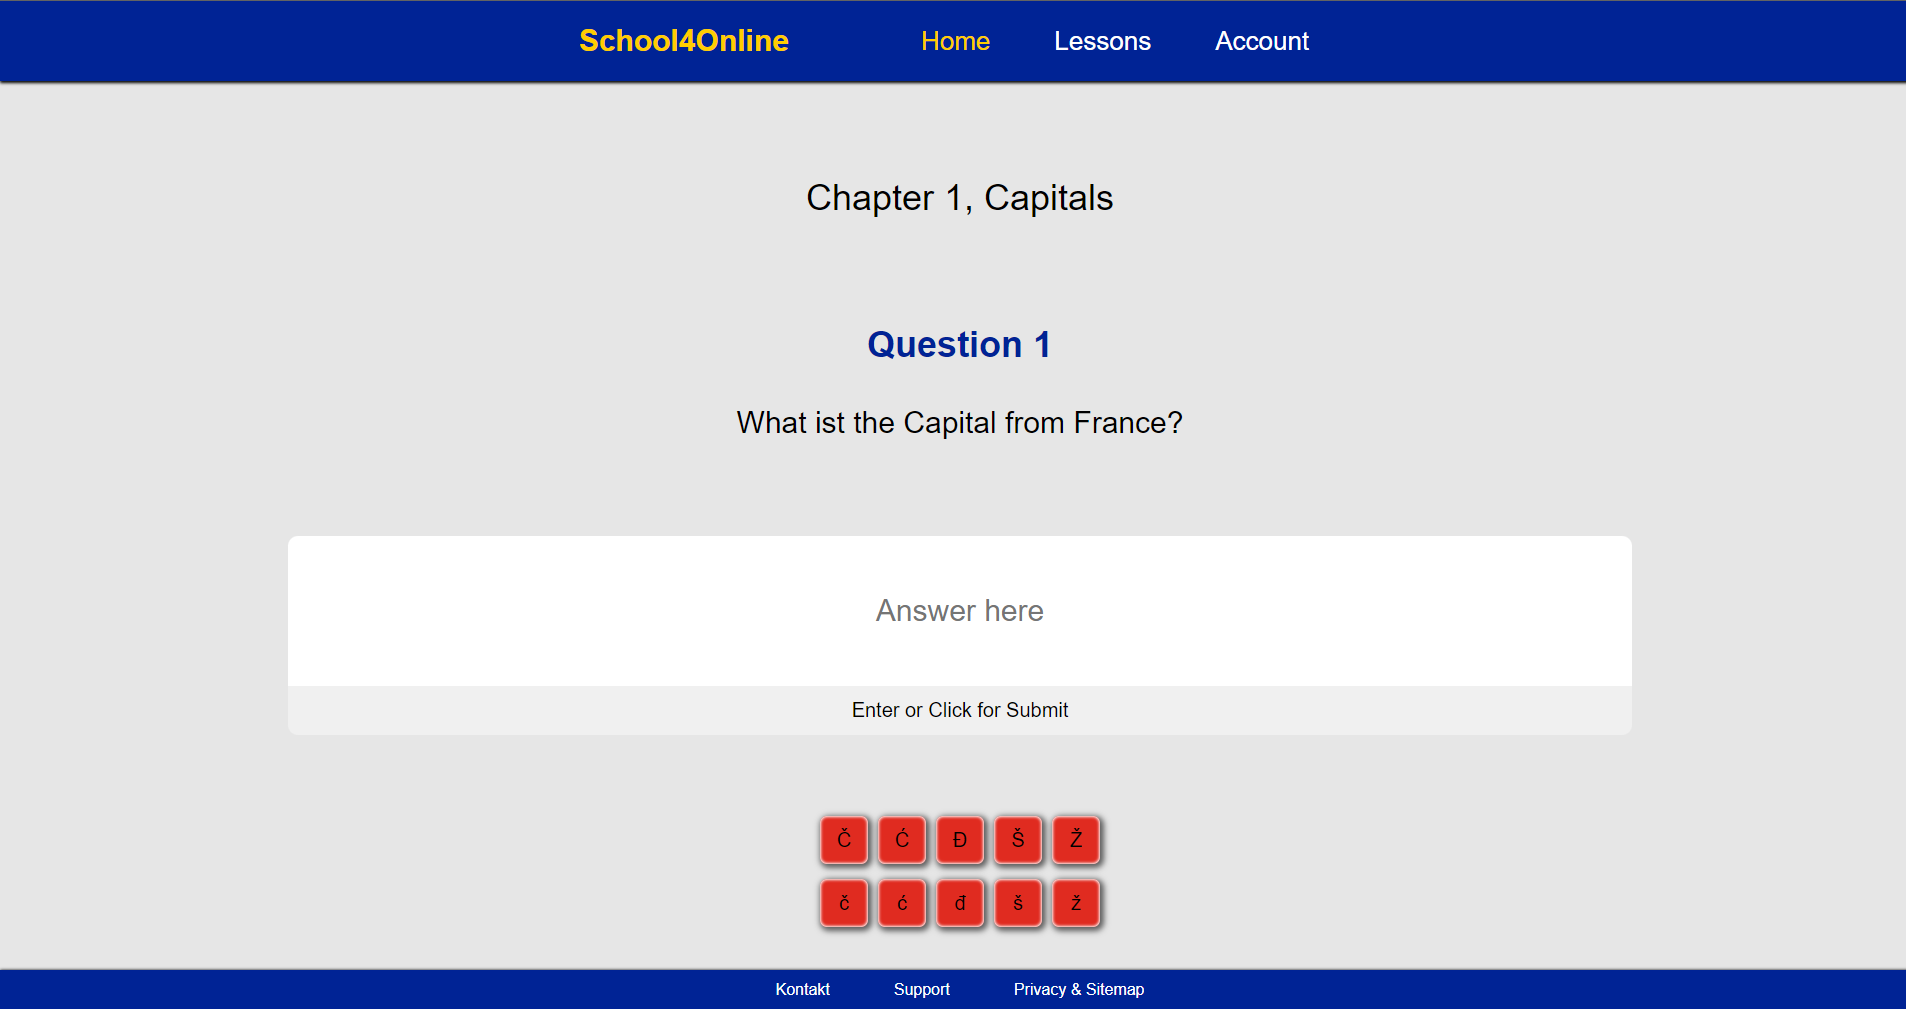 School4Online Home Lessons Account
Chapter 1, Capitals
Question 1
What ist the Capital from France?
Answer here
Enter or Click for Submit
Č Ć Đ Š Ž
č ć đ š ž
Kontakt Support Privacy & Sitemap